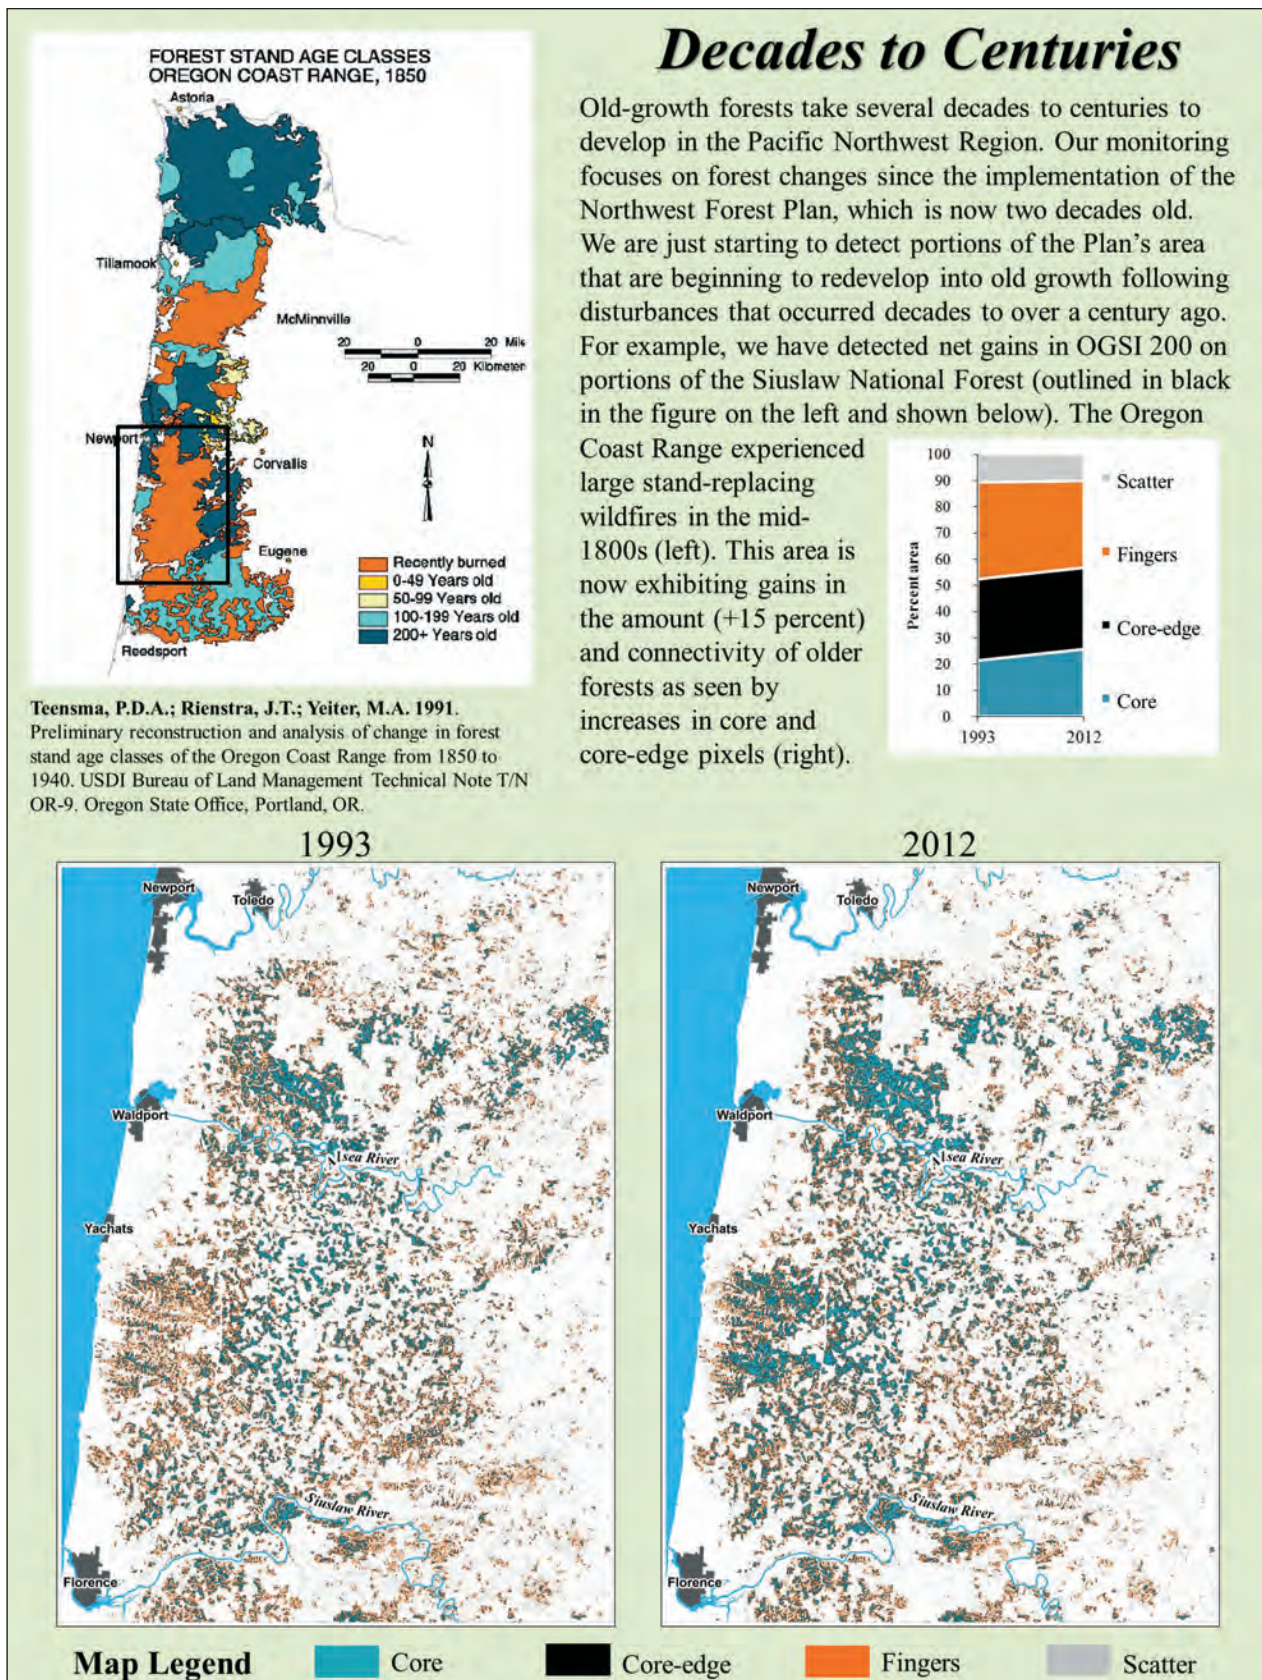 FOREST STAND AGE CLASSES
OREGON COAST RANGE, 1850
Astoria
Tillamook
McMinnville
20 0 20 Mils
20 0 20 Kilometer
Newport
N
Corvallis
Eugene
Recently burned
0-49 Years old
50-99 Years old
100-199 Years old
200+ Years old
Reedsport
Teensma, P.D.A.; Rienstra, J.T.; Yeiter, M.A. 1991.
Preliminary reconstruction and analysis of change in forest
stand age classes of the Oregon Coast Range from 1850 to
1940. USDI Bureau of Land Management Technical Note T/N
OR-9. Oregon State Office, Portland, OR.
Decades to Centuries
Old-growth forests take several decades to centuries to
develop in the Pacific Northwest Region. Our monitoring
focuses on forest changes since the implementation of the
Northwest Forest Plan, which is now two decades old.
We are just starting to detect portions of the Plan's area
that are beginning to redevelop into old growth following
disturbances that occurred decades to over a century ago.
For example, we have detected net gains in OGSI 200 on
portions of the Siuslaw National Forest (outlined in black
in the figure on the left and shown below). The Oregon
Coast Range experienced
large stand-replacing
wildfires in the mid-
1800s (left). This area is
now exhibiting gains in
the amount (+15 percent)
and connectivity of older
forests as seen by
increases in core and
core-edge pixels (right).
Percent area
100
90
80
70
60
50
40
30
20
10
0
1993 2012
Scatter
Fingers
Core-edge
Core
1993
Newport
Toledo
Waldport
Alsea River
Yachats
Siuslaw River
Florence
2012
Newport
Toledo
Waldport
Alsea River
Yachats
Siuslaw River
Florence
Map Legend Core Core-edge Fingers Scatter